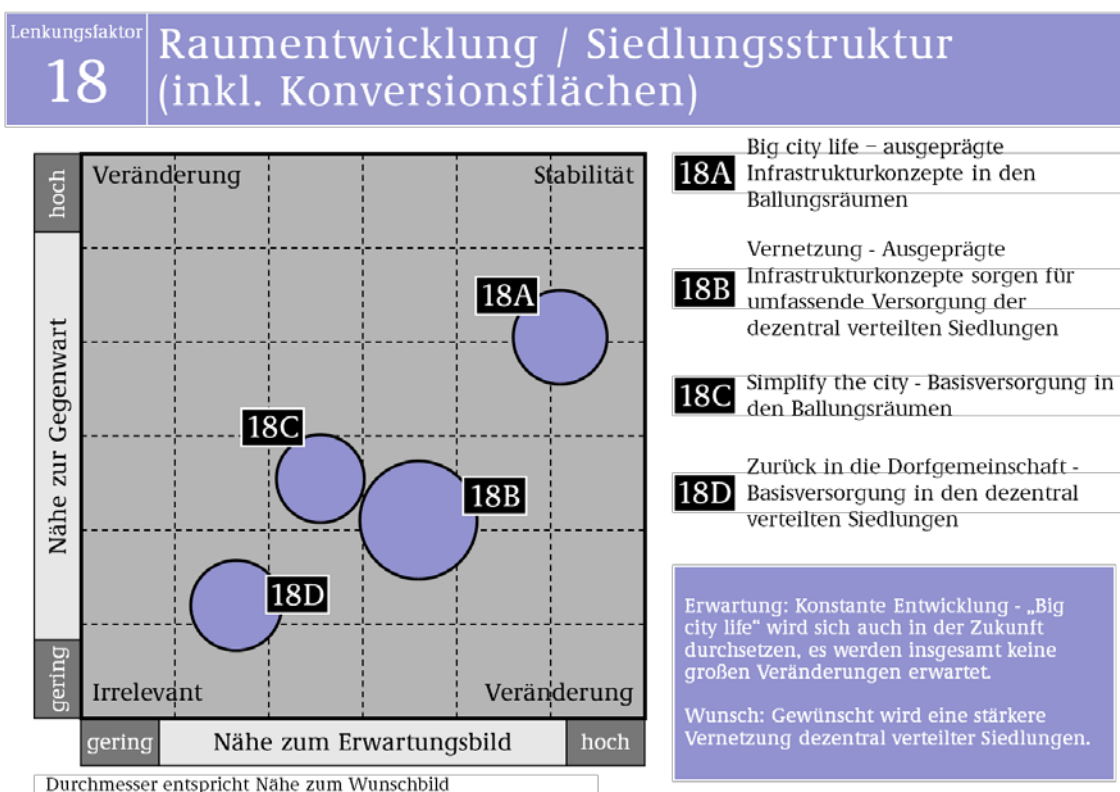 Lenkungsfaktor
18
Raumentwicklung / Siedlungsstruktur
(inkl. Konversionsflächen)
hoch
Nähe zur Gegenwart
gering
Veränderung
Stabilität
18A
18C
18B
18D
Irrelevant
Veränderung
gering
Nähe zum Erwartungsbild
hoch
Durchmesser entspricht Nähe zum Wunschbild
18A
Big city life – ausgeprägte
Infrastrukturkonzepte in den
Ballungsräumen
18B
Vernetzung - Ausgeprägte
Infrastrukturkonzepte sorgen für
umfassende Versorgung der
dezentral verteilten Siedlungen
18C
Simplify the city - Basisversorgung in
den Ballungsräumen
18D
Zurück in die Dorfgemeinschaft -
Basisversorgung in den dezentral
verteilten Siedlungen
Erwartung: Konstante Entwicklung - „Big
city life“ wird sich auch in der Zukunft
durchsetzen, es werden insgesamt keine
großen Veränderungen erwartet.
Wunsch: Gewünscht wird eine stärkere
Vernetzung dezentral verteilter Siedlungen.